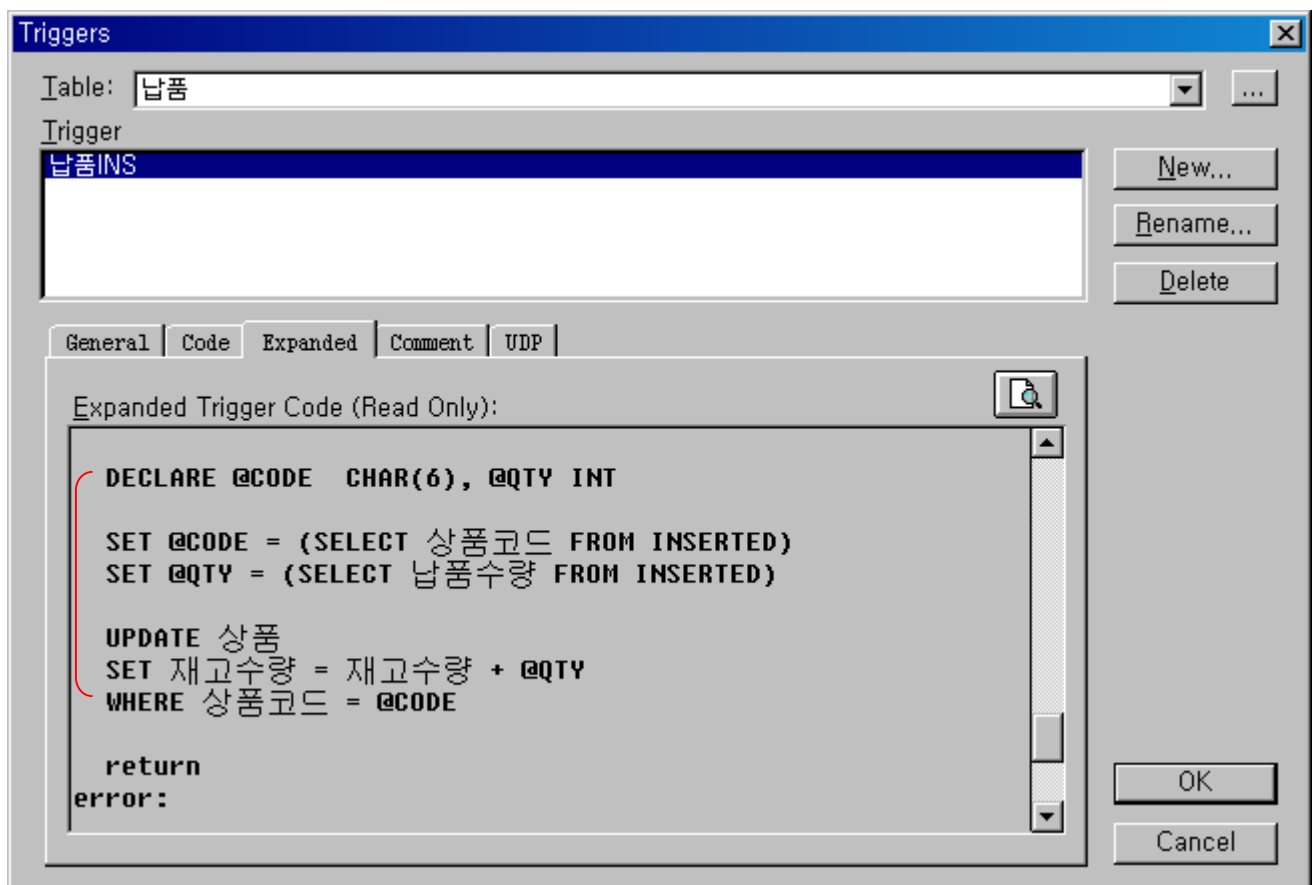 Triggers
Table: 납품 ...
Trigger
납품INS
New...
Rename...
Delete
General Code Expanded Comment UDP
Expanded Trigger Code (Read Only):
DECLARE @CODE  CHAR(6), @QTY INT
SET @CODE = (SELECT 상품코드 FROM INSERTED)
SET @QTY = (SELECT 납품수량 FROM INSERTED)
UPDATE 상품
SET 재고수량 = 재고수량 + @QTY
WHERE 상품코드 = @CODE
return
error:
OK
Cancel